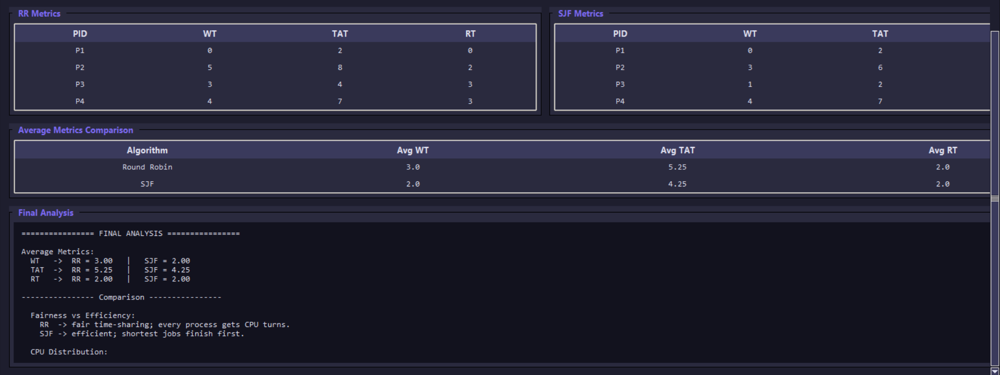 RR Metrics
PID WT TAT RT
P1 0 2 0
P2 5 8 2
P3 3 4 3
P4 4 7 3
SJF Metrics
PID WT TAT
P1 0 2
P2 3 6
P3 1 2
P4 4 7
Average Metrics Comparison
Algorithm Avg WT Avg TAT Avg RT
Round Robin 3.0 5.25 2.0
SJF 2.0 4.25 2.0
Final Analysis
================ FINAL ANALYSIS ================
Average Metrics:
WT -> RR = 3.00 | SJF = 2.00
TAT -> RR = 5.25 | SJF = 4.25
RT -> RR = 2.00 | SJF = 2.00
---------------- Comparison ----------------
Fairness vs Efficiency:
RR -> fair time-sharing; every process gets CPU turns.
SJF -> efficient; shortest jobs finish first.
CPU Distribution: